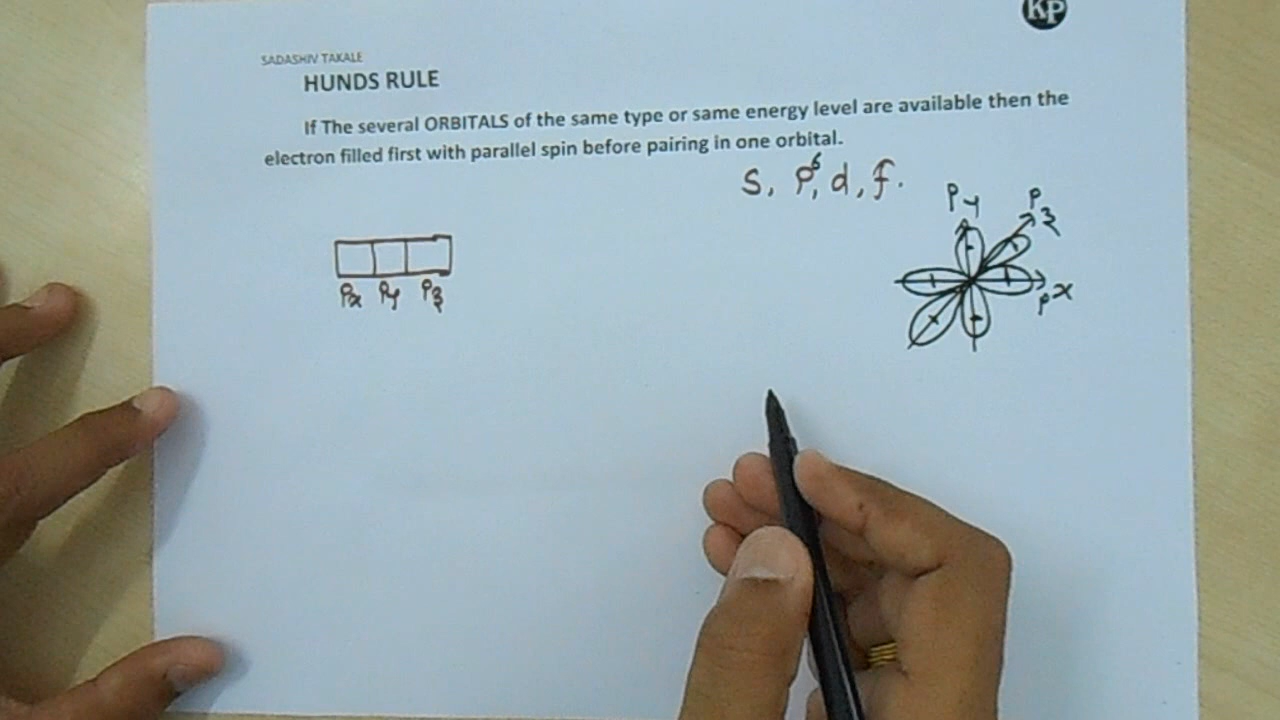 KP
SADASHIV TAKALE
HUNDS RULE
If The several ORBITALS of the same type or same energy level are available then the
electron filled first with parallel spin before pairing in one orbital.
s, p⁶, d, f.
Py Pz
Px Py Pz
Px